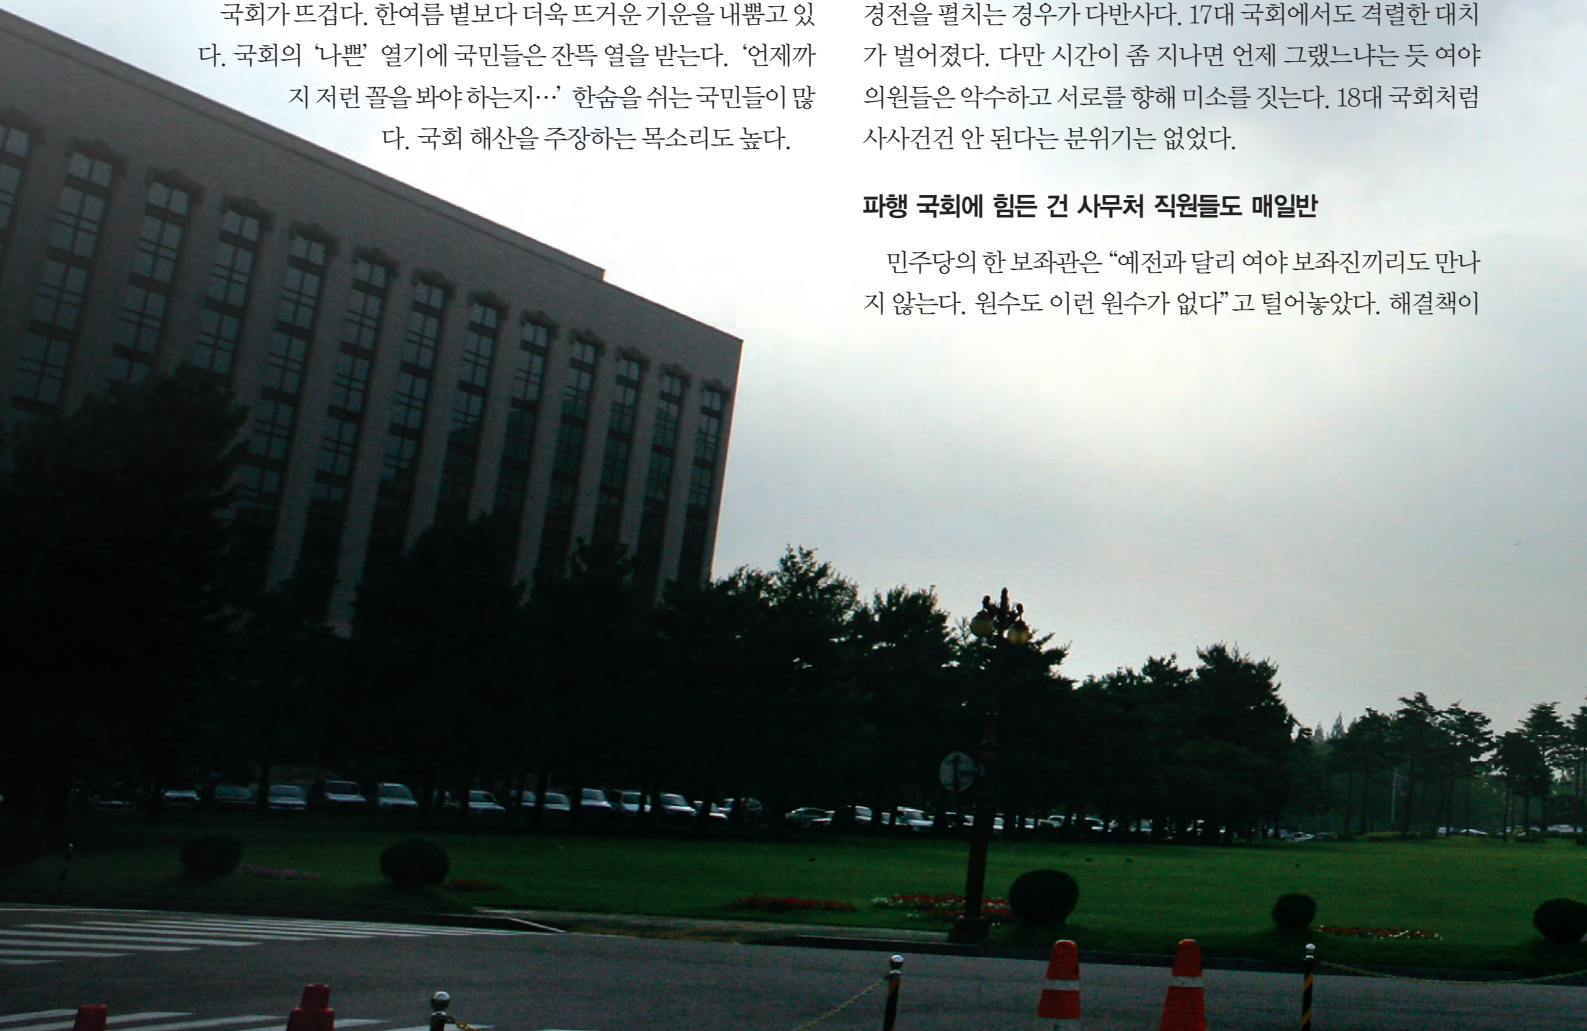 국회가 뜨겁다. 한여름 볕보다 더욱 뜨거운 기운을 내뿜고 있
다. 국회의 ‘나쁜’ 열기에 국민들은 잔뜩 열을 받는다. ‘언제까
지 저런 꼴을 봐야 하는지…’ 한숨을 쉬는 국민들이 많
다. 국회 해산을 주장하는 목소리도 높다.
경전을 펼치는 경우가 다반사다. 17대 국회에서도 격렬한 대치
가 벌어졌다. 다만 시간이 좀 지나면 언제 그랬느냐는 듯 여야
의원들은 악수하고 서로를 향해 미소를 짓는다. 18대 국회처럼
사사건건 안 된다는 분위기는 없었다.
파행 국회에 힘든 건 사무처 직원들도 매일반
민주당의 한 보좌관은 “예전과 달리 여야 보좌진끼리도 만나
지 않는다. 원수도 이런 원수가 없다”고 털어놓았다. 해결책이